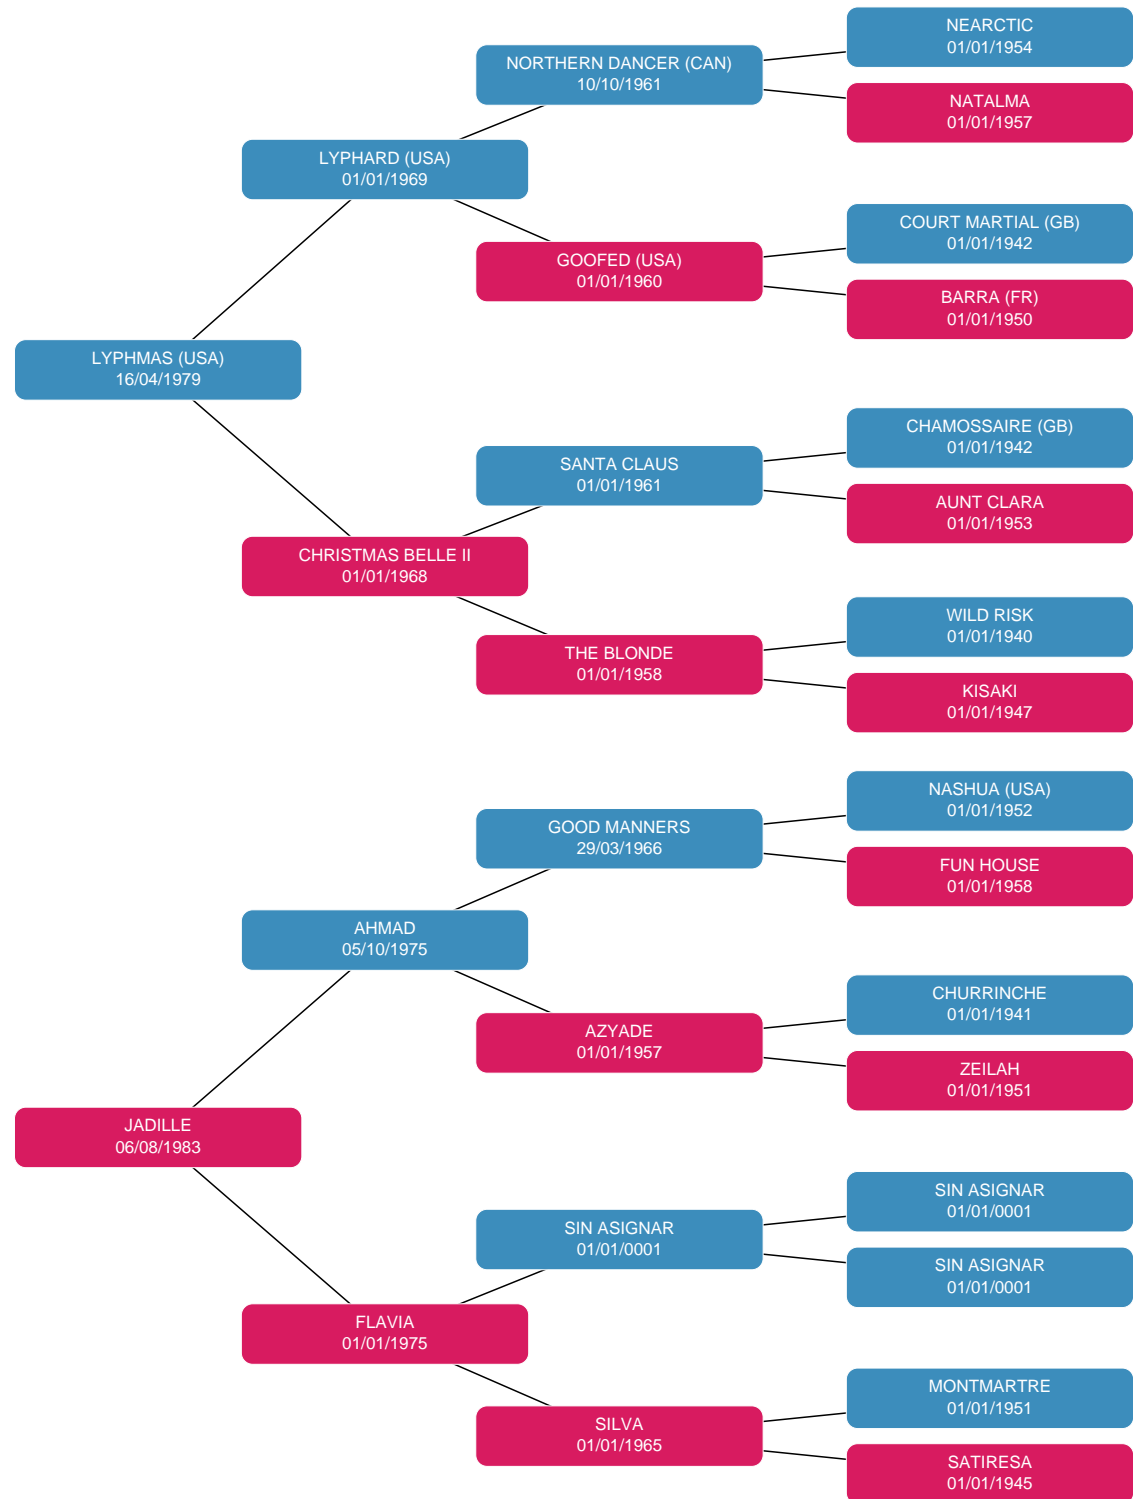 NEARCTIC
01/01/1954
NORTHERN DANCER (CAN)
10/10/1961
NATALMA
01/01/1957
LYPHARD (USA)
01/01/1969
COURT MARTIAL (GB)
01/01/1942
GOOFED (USA)
01/01/1960
BARRA (FR)
01/01/1950
LYPHMAS (USA)
16/04/1979
CHAMOSSAIRE (GB)
01/01/1942
SANTA CLAUS
01/01/1961
AUNT CLARA
01/01/1953
CHRISTMAS BELLE II
01/01/1968
WILD RISK
01/01/1940
THE BLONDE
01/01/1958
KISAKI
01/01/1947
NASHUA (USA)
01/01/1952
GOOD MANNERS
29/03/1966
FUN HOUSE
01/01/1958
AHMAD
05/10/1975
CHURRINCHE
01/01/1941
AZYADE
01/01/1957
ZEILAH
01/01/1951
JADILLE
06/08/1983
SIN ASIGNAR
01/01/0001
SIN ASIGNAR
01/01/0001
SIN ASIGNAR
01/01/0001
FLAVIA
01/01/1975
MONTMARTRE
01/01/1951
SILVA
01/01/1965
SATIRESA
01/01/1945